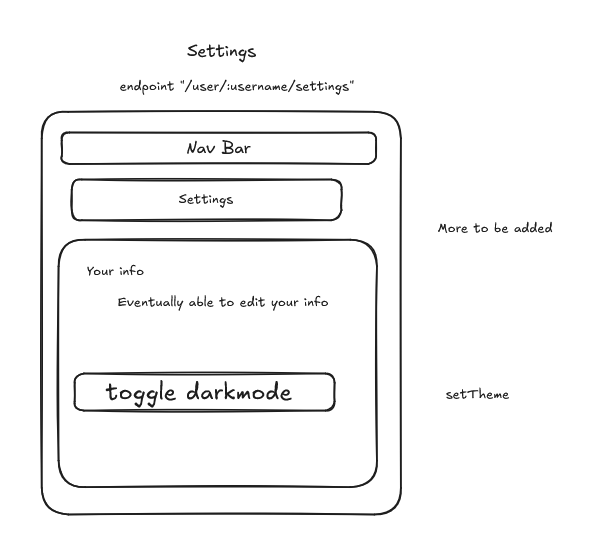 Settings
endpoint "/user/:username/settings"
Nav Bar
Settings
More to be added
Your info
Eventually able to edit your info
toggle darkmode
setTheme